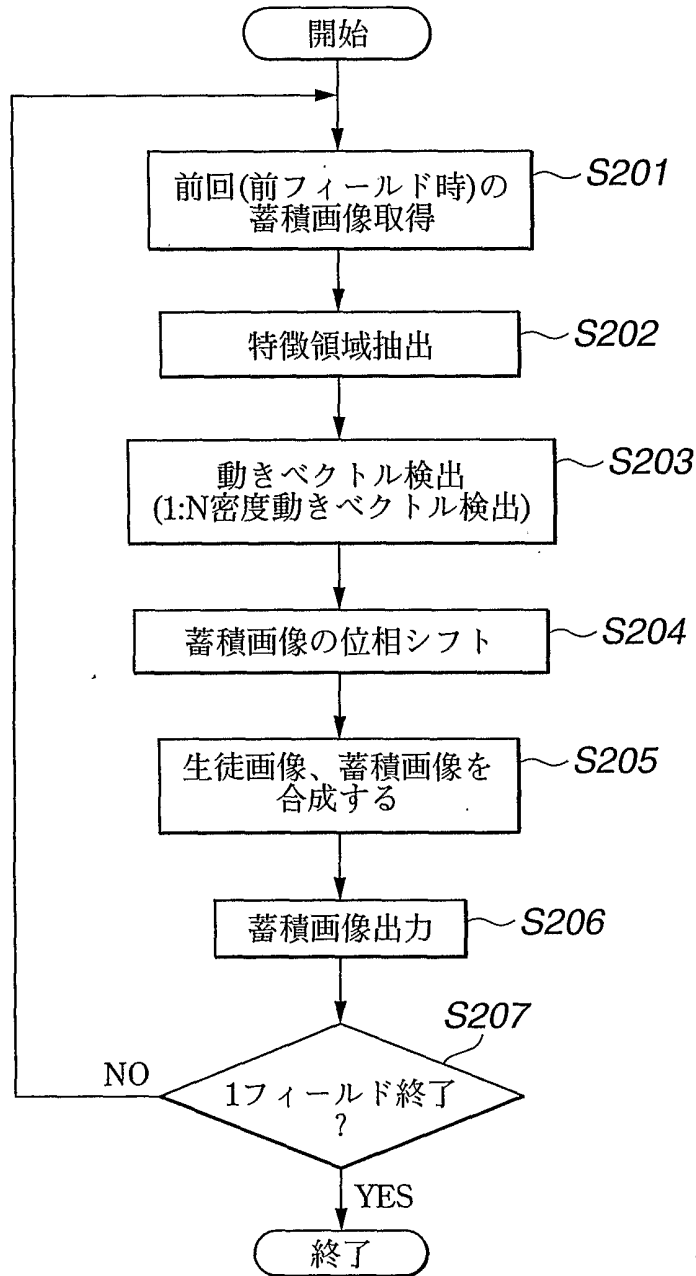 開始
前回(前フィールド時)の
蓄積画像取得
S201
特徴領域抽出
S202
動きベクトル検出
(1:N密度動きベクトル検出)
S203
蓄積画像の位相シフト
S204
生徒画像、蓄積画像を
合成する
S205
蓄積画像出力
S206
S207
1フィールド終了
?
NO
YES
終了